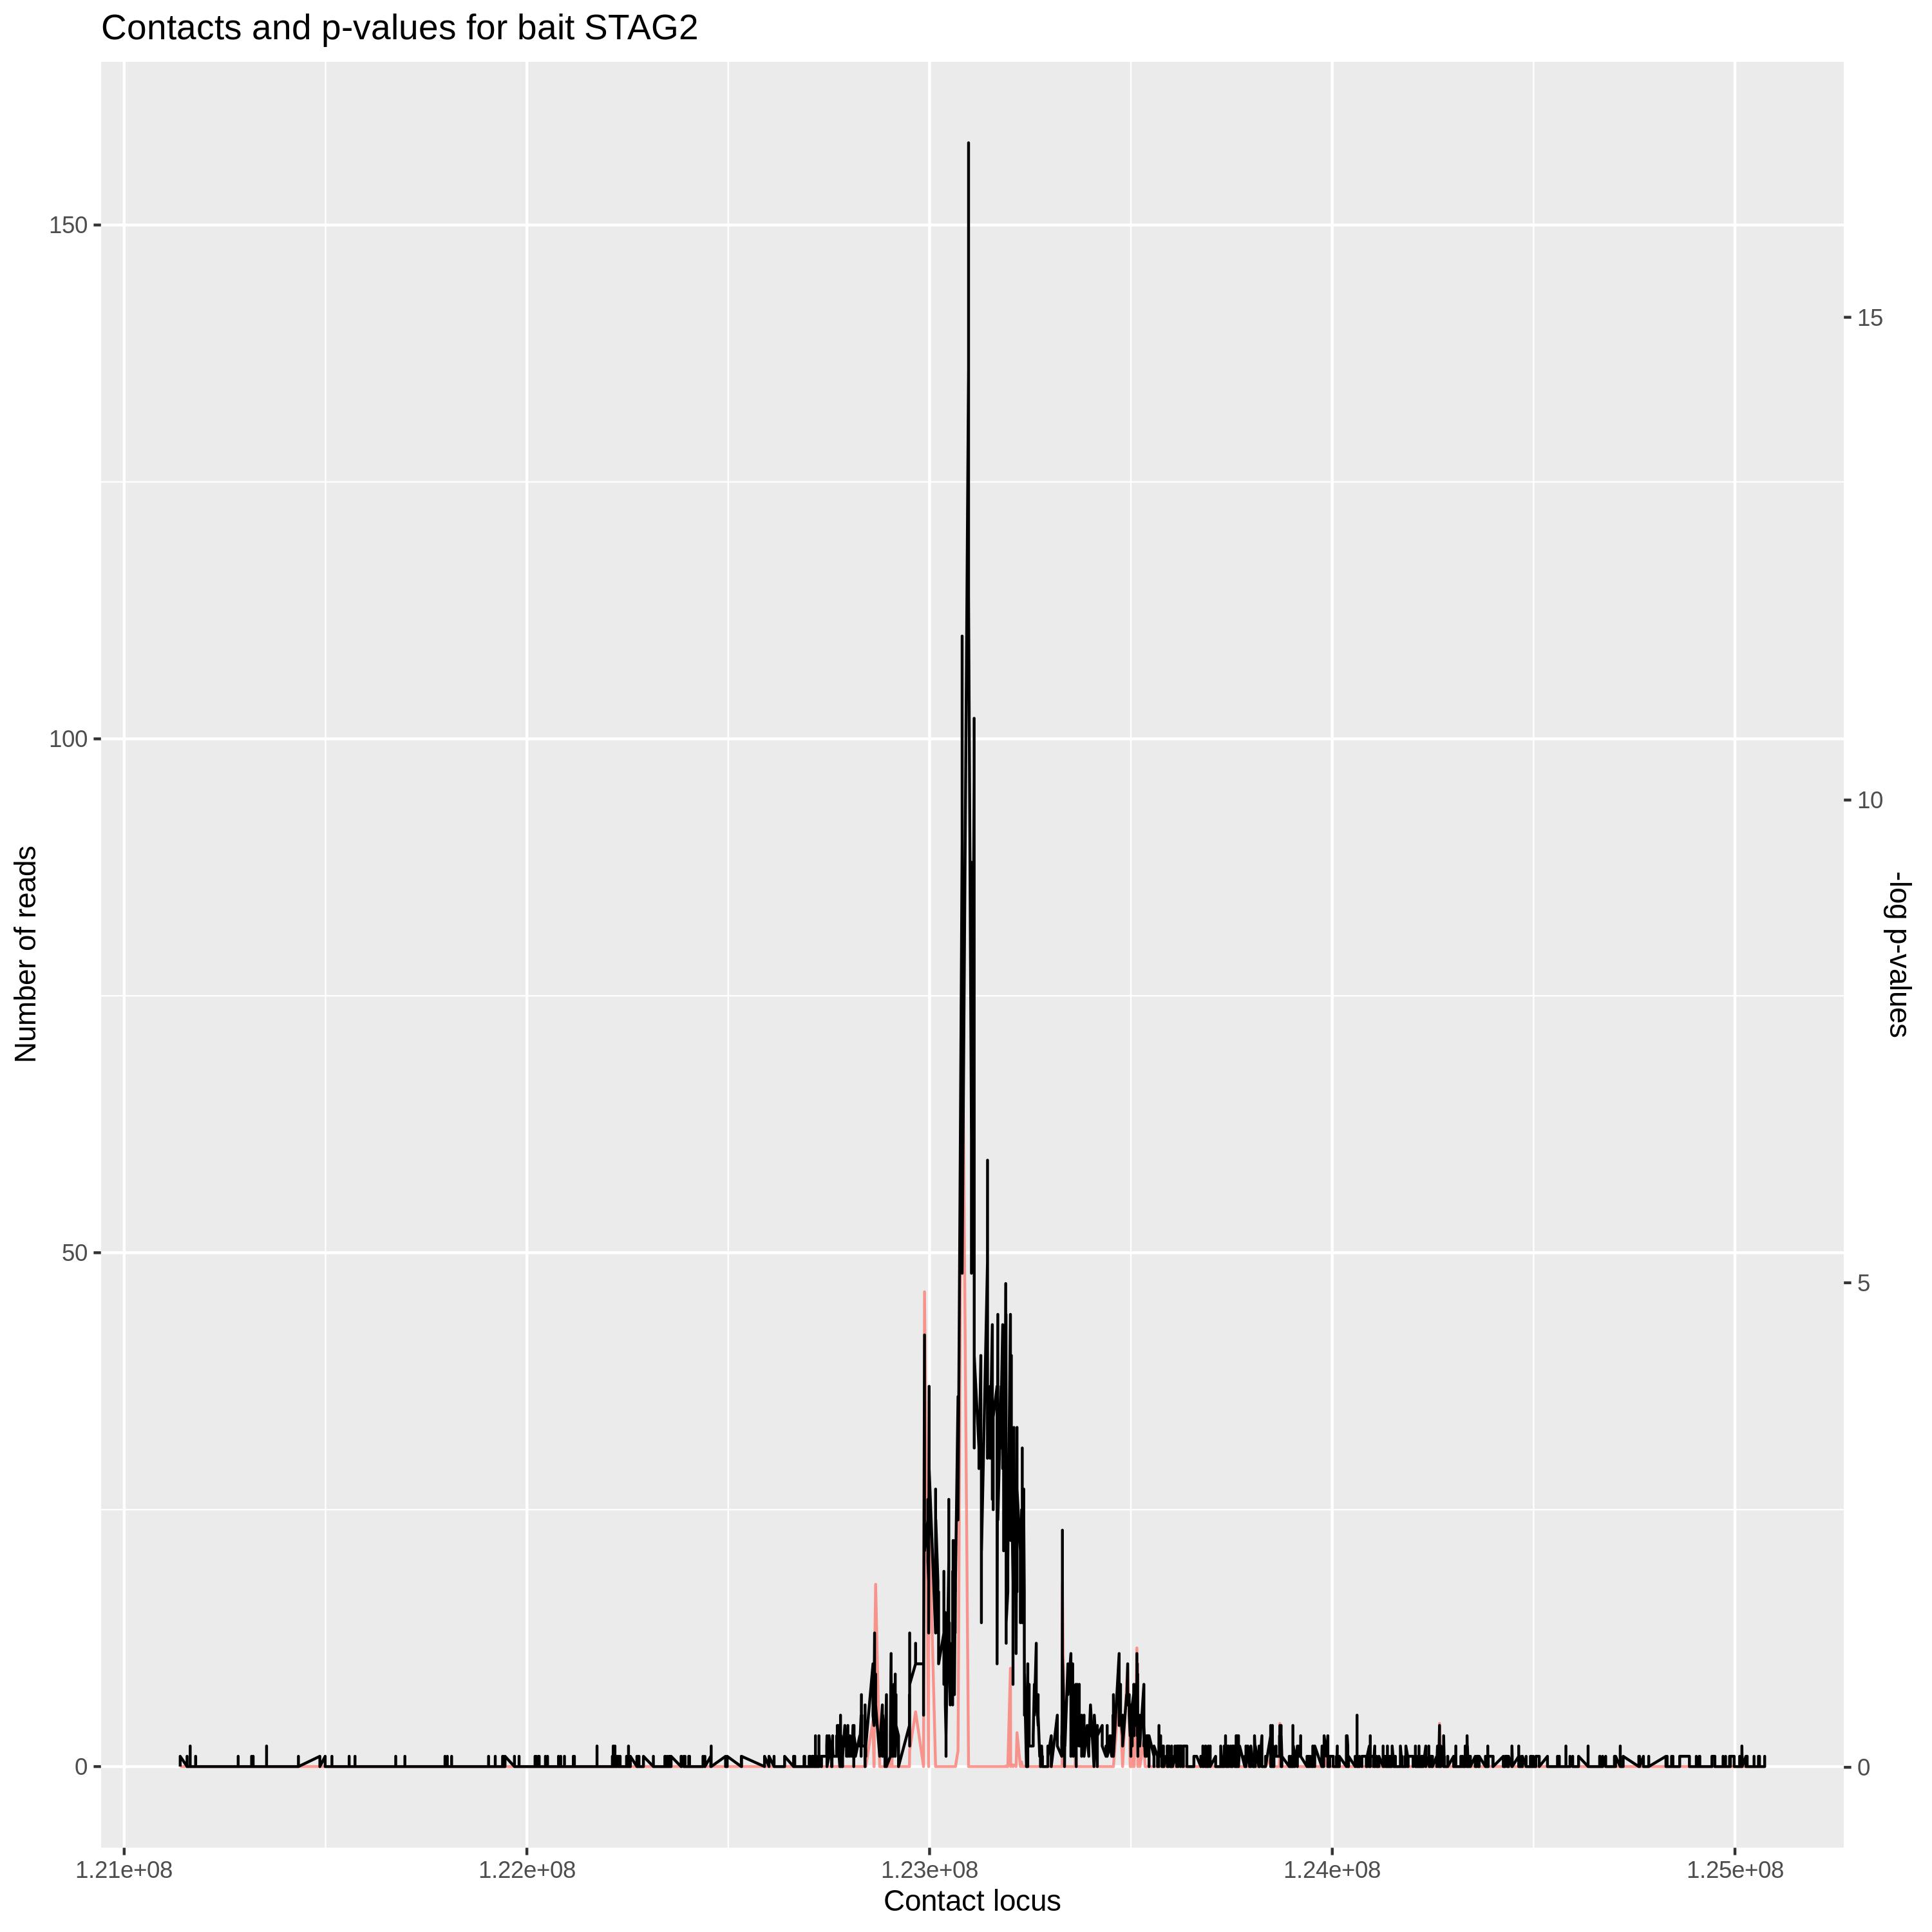 Contacts and p-values for bait STAG2
150
100
50
0
Number of reads
15
10
5
0
-log p-values
1.21e+08
1.22e+08
1.23e+08
1.24e+08
1.25e+08
Contact locus